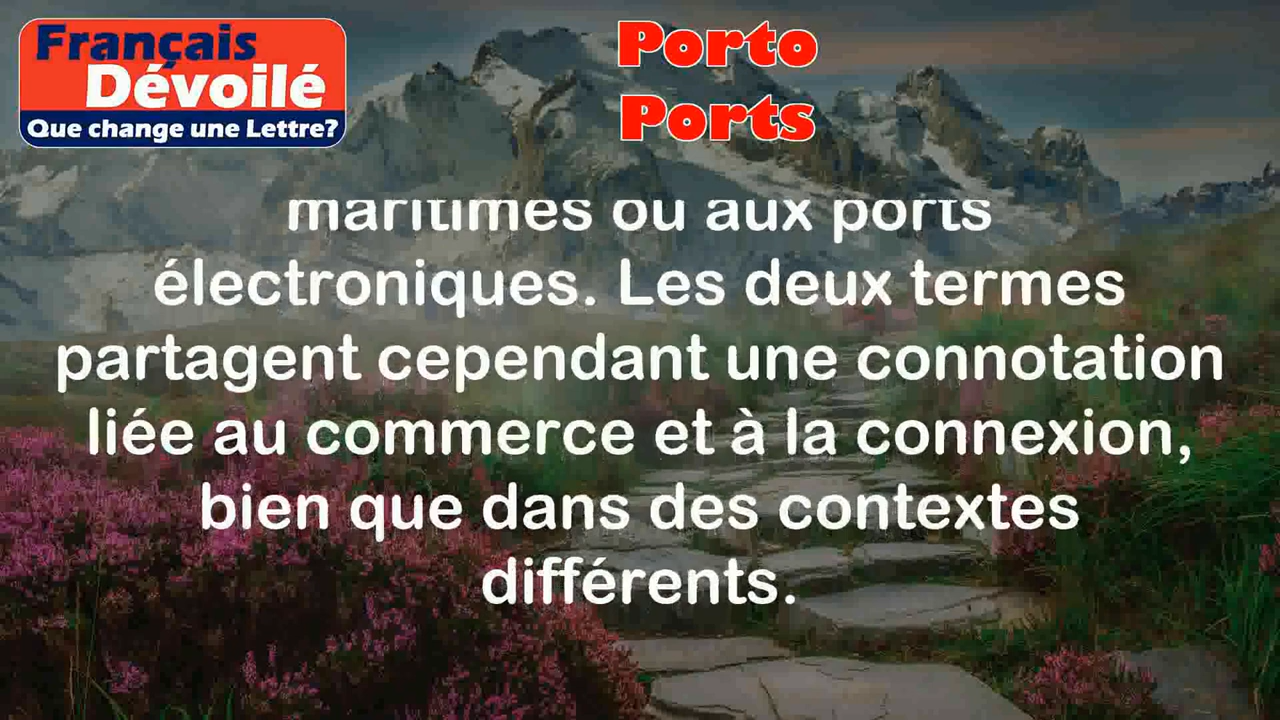 Français
Dévoilé
Que change une Lettre?
Porto
Ports
maritimes ou aux ports
électroniques. Les deux termes
partagent cependant une connotation
liée au commerce et à la connexion,
bien que dans des contextes
différents.